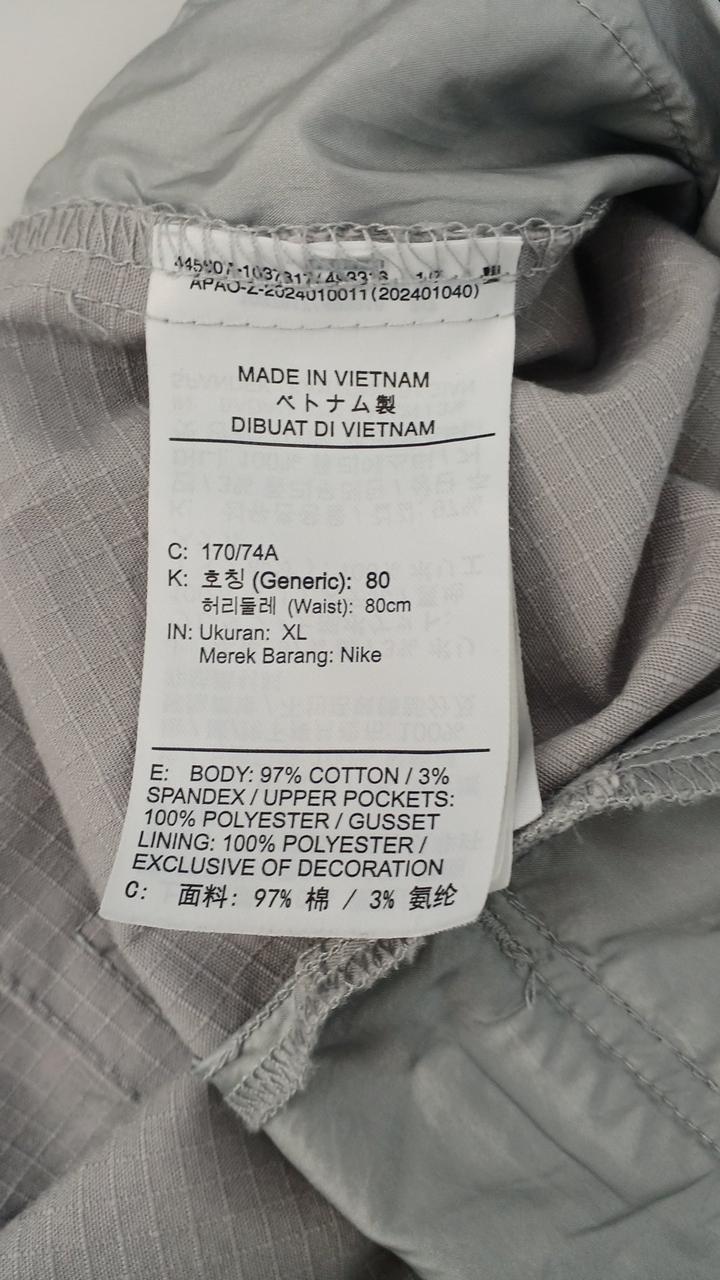 APAO-Z-2024010011(202401040)
MADE IN VIETNAM
ベトナム製
DIBUAT DI VIETNAM
C: 170/74A
K: 호칭 (Generic): 80
허리둘레 (Waist): 80cm
IN: Ukuran: XL
Merek Barang: Nike
E: BODY: 97% COTTON / 3%
SPANDEX / UPPER POCKETS:
100% POLYESTER / GUSSET
LINING: 100% POLYESTER /
EXCLUSIVE OF DECORATION
C: 面料: 97% 棉 / 3% 氨纶